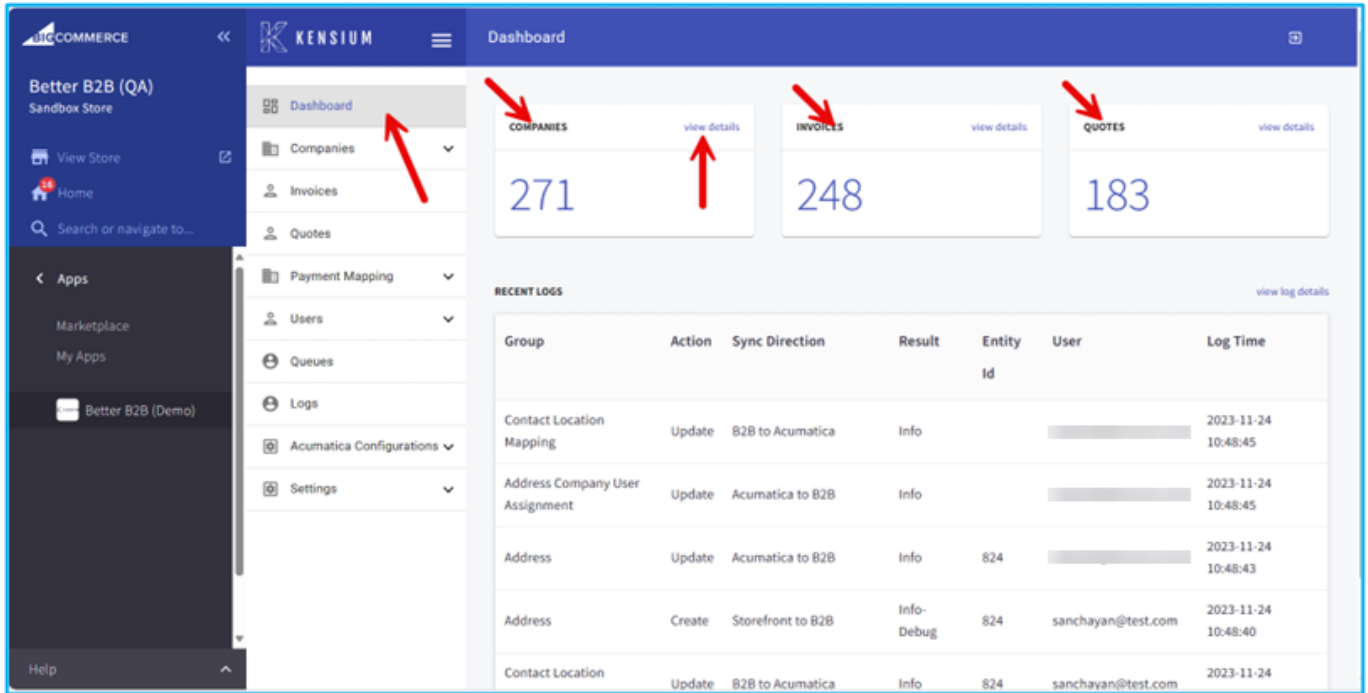 BIGCOMMERCE
Better B2B (QA)
Sandbox Store
View Store
16
Home
Search or navigate to...
Apps
Marketplace
My Apps
Better B2B (Demo)
Help
KENSIUM
Dashboard
Companies
Invoices
Quotes
Payment Mapping
Users
Queues
Logs
Acumatica Configurations
Settings
Dashboard
COMPANIES view details
271
INVOICES view details
248
QUOTES view details
183
RECENT LOGS view log details
Group Action Sync Direction Result Entity User Log Time
Id
Contact Location
Mapping Update B2B to Acumatica Info 2023-11-24
10:48:45
Address Company User
Assignment Update Acumatica to B2B Info 2023-11-24
10:48:45
Address Update Acumatica to B2B Info 824 2023-11-24
10:48:43
Address Create Storefront to B2B Info-
Debug 824 sanchayan@test.com 2023-11-24
10:48:40
Contact Location
Update B2B to Acumatica Info 824 sanchayan@test.com 2023-11-24